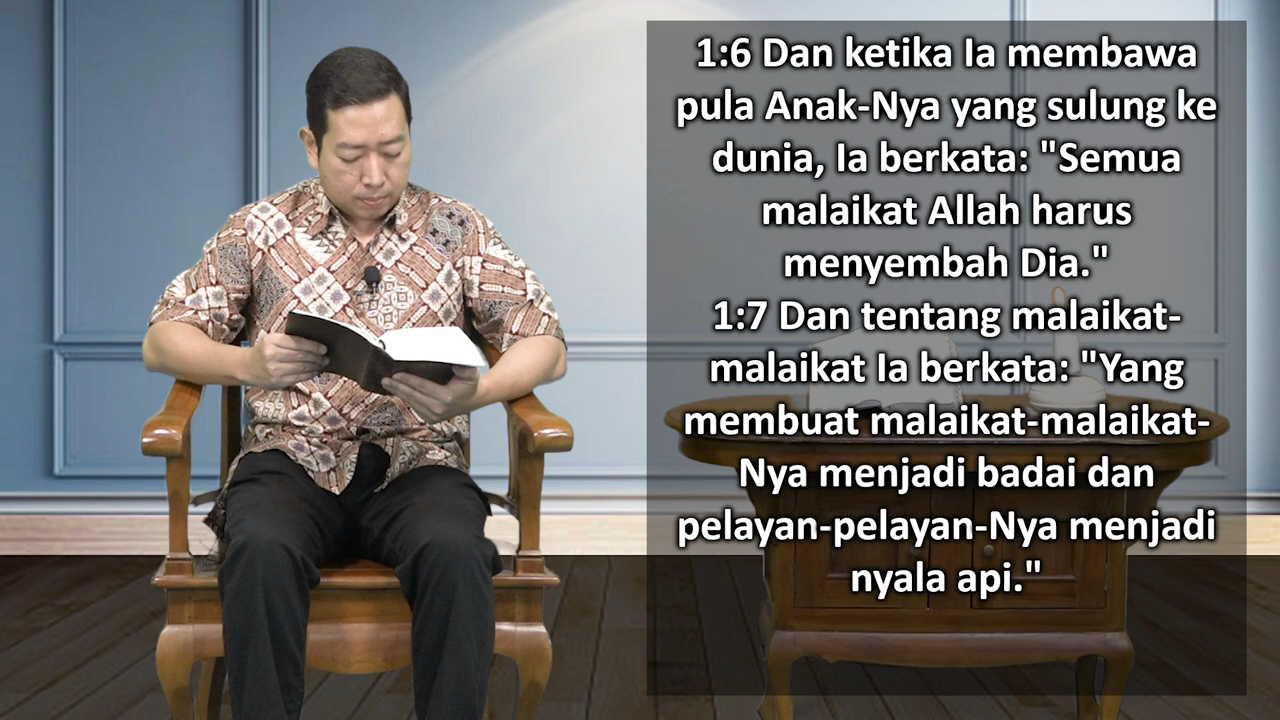 1:6 Dan ketika Ia membawa
pula Anak-Nya yang sulung ke
dunia, Ia berkata: "Semua
malaikat Allah harus
menyembah Dia."
1:7 Dan tentang malaikat-
malaikat Ia berkata: "Yang
membuat malaikat-malaikat-
Nya menjadi badai dan
pelayan-pelayan-Nya menjadi
nyala api."